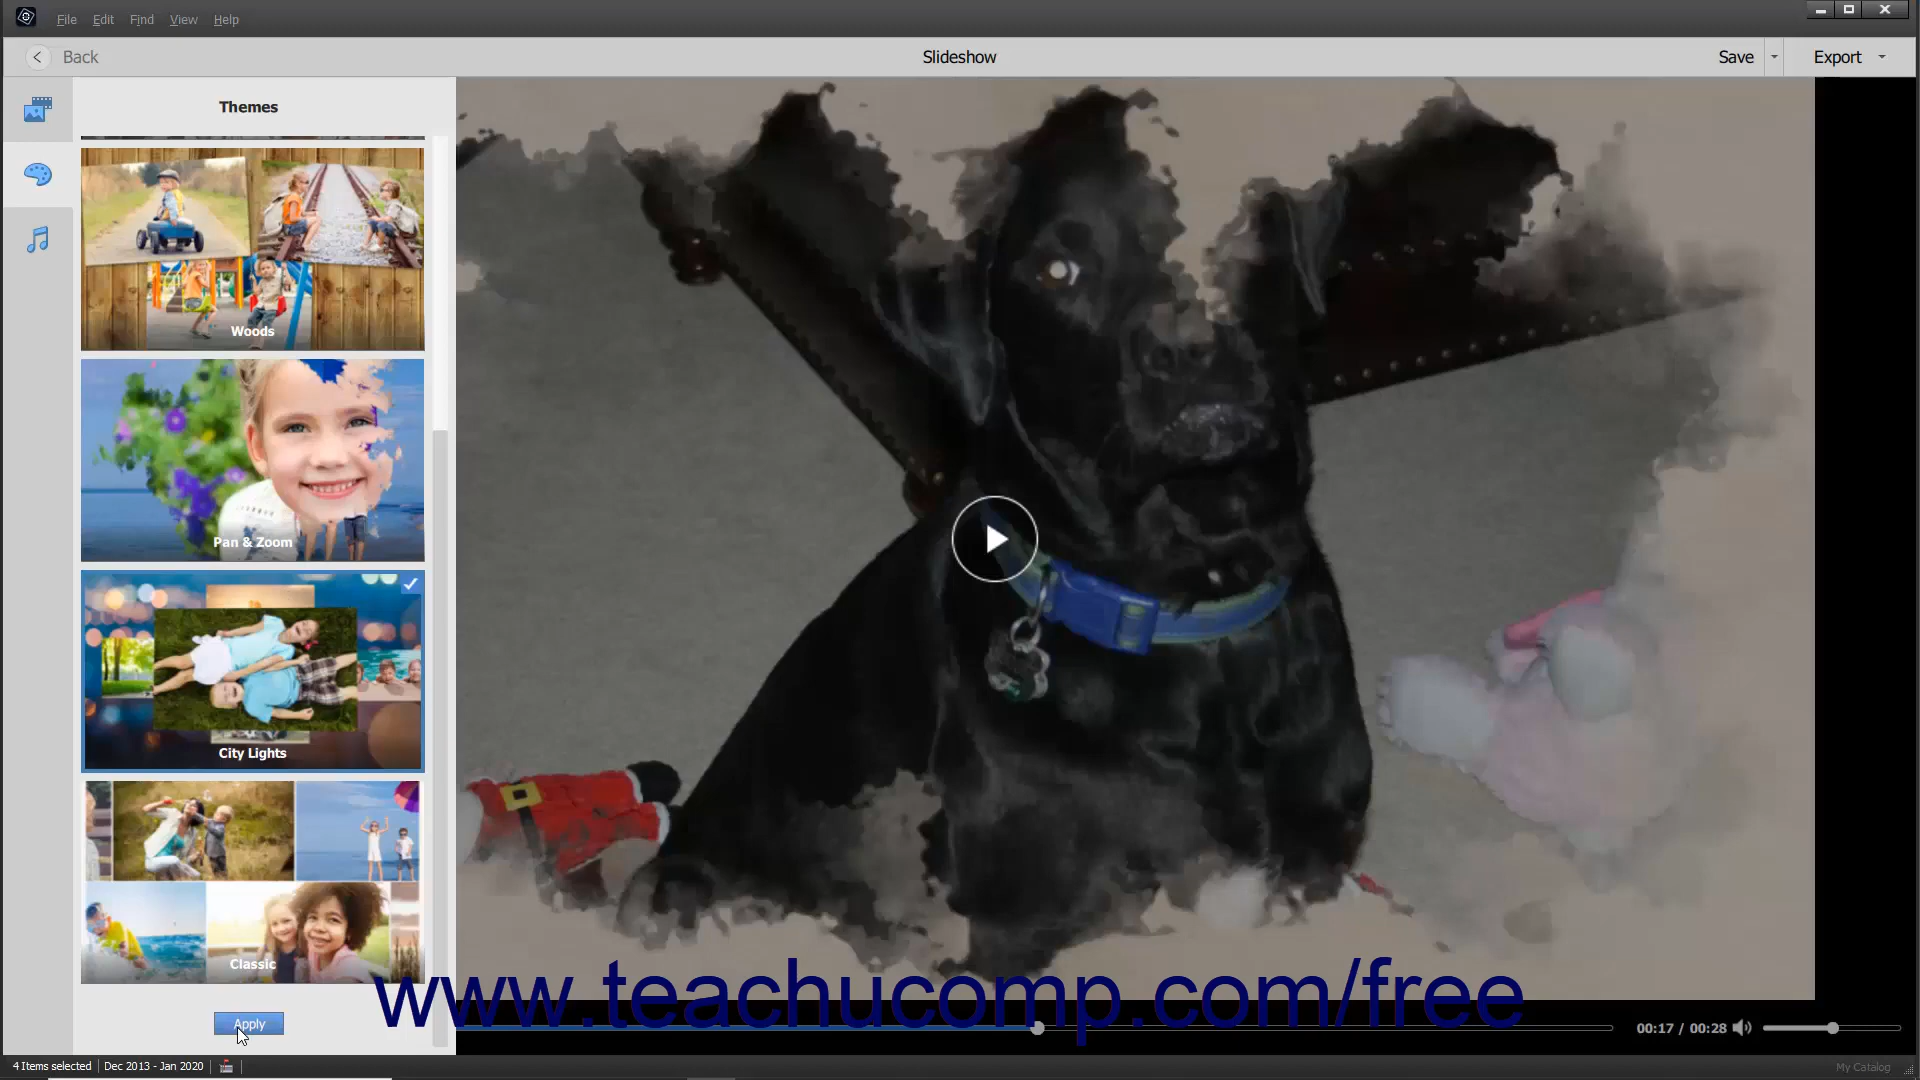 File Edit Find View Help
Back
Slideshow
Save
Export
Themes
Woods
Pan & Zoom
City Lights
Classic
Apply
www.teachucomp.com/free
00:17 / 00:28
4 Items selected
Dec 2013 - Jan 2020
My Catalog